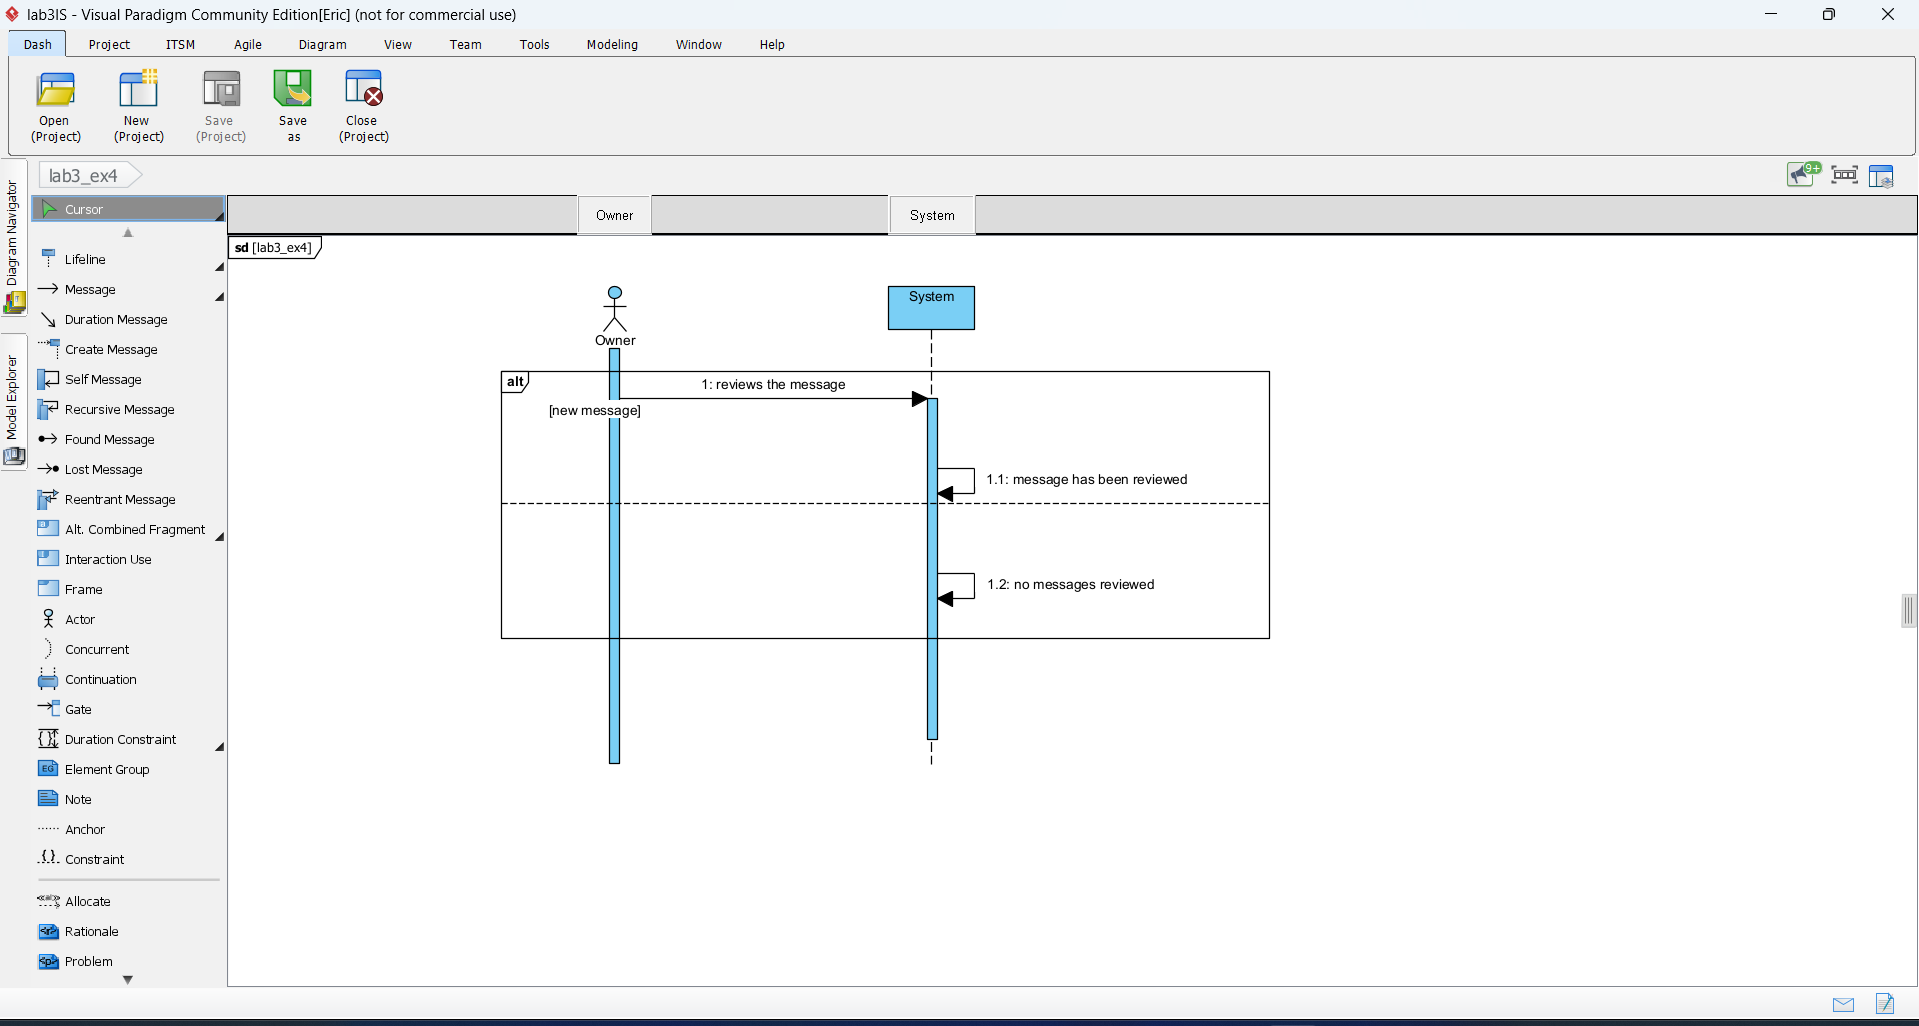 lab3IS - Visual Paradigm Community Edition[Eric] (not for commercial use)
Dash Project ITSM Agile Diagram View Team Tools Modeling Window Help
Open (Project)
New (Project)
Save (Project)
Save as
Close (Project)
lab3_ex4
9+
Diagram Navigator
Model Explorer
Cursor
Lifeline
Message
Duration Message
Create Message
Self Message
Recursive Message
Found Message
Lost Message
Reentrant Message
Alt. Combined Fragment
Interaction Use
Frame
Actor
Concurrent
Continuation
Gate
Duration Constraint
EG Element Group
Note
Anchor
Constraint
Allocate
Rationale
Problem
Owner System
sd [lab3_ex4]
System
Owner
alt
1: reviews the message
[new message]
1.1: message has been reviewed
1.2: no messages reviewed